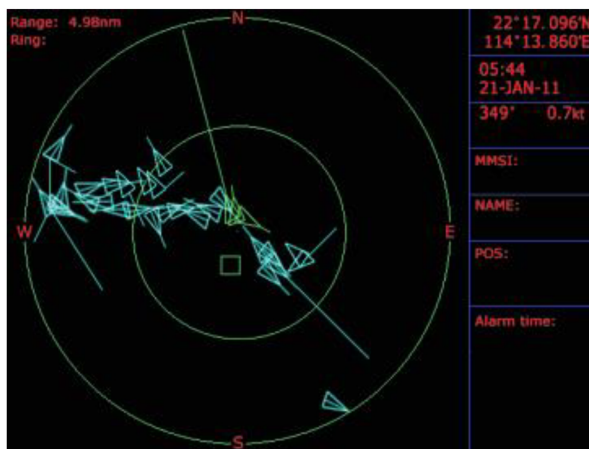 Range: 4.98nm
Ring:
N
W
E
S
22°17.096'N
114°13.860'E
05:44
21-JAN-11
349° 0.7kt
MMSI:
NAME:
POS:
Alarm time: